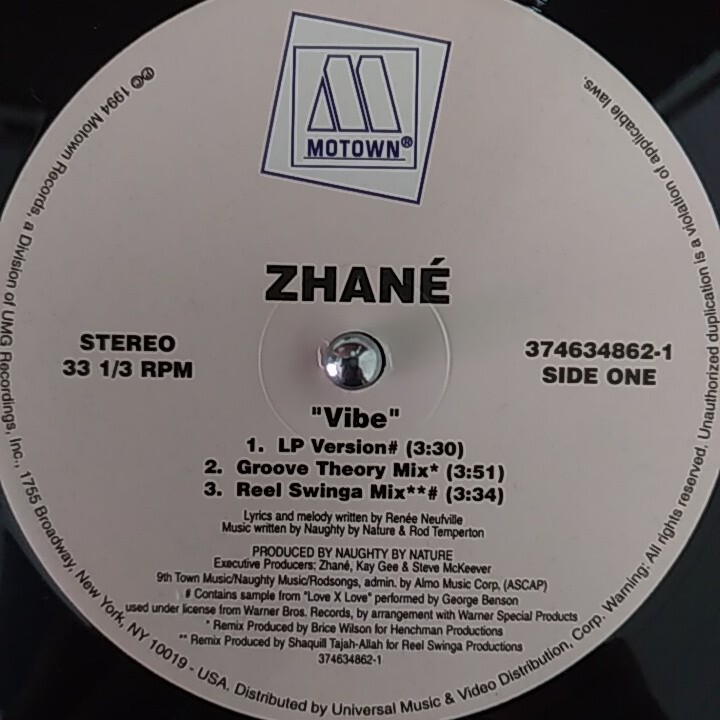 MOTOWN®
ZHANÉ
STEREO
33 1/3 RPM
374634862-1
SIDE ONE
"Vibe"
1. LP Version# (3:30)
2. Groove Theory Mix* (3:51)
3. Reel Swinga Mix**# (3:34)
Lyrics and melody written by Renée Neufville
Music written by Naughty by Nature & Rod Temperton
PRODUCED BY NAUGHTY BY NATURE
Executive Producers: Zhané, Kay Gee & Steve McKeever
9th Town Music/Naughty Music/Rodsongs, admin. by Almo Music Corp. (ASCAP)
# Contains sample from "Love X Love" performed by George Benson
used under license from Warner Bros. Records, by arrangement with Warner Special Products
* Remix Produced by Brice Wilson for Henchman Productions
** Remix Produced by Shaquill Tajah-Allah for Reel Swinga Productions
374634862-1
℗© 1994 Motown Records, a Division of UMG Recordings, Inc., 1755 Broadway, New York, NY 10019 - USA. Distributed by Universal Music & Video Distribution, Corp. Warning: All rights reserved. Unauthorized duplication is a violation of applicable laws.